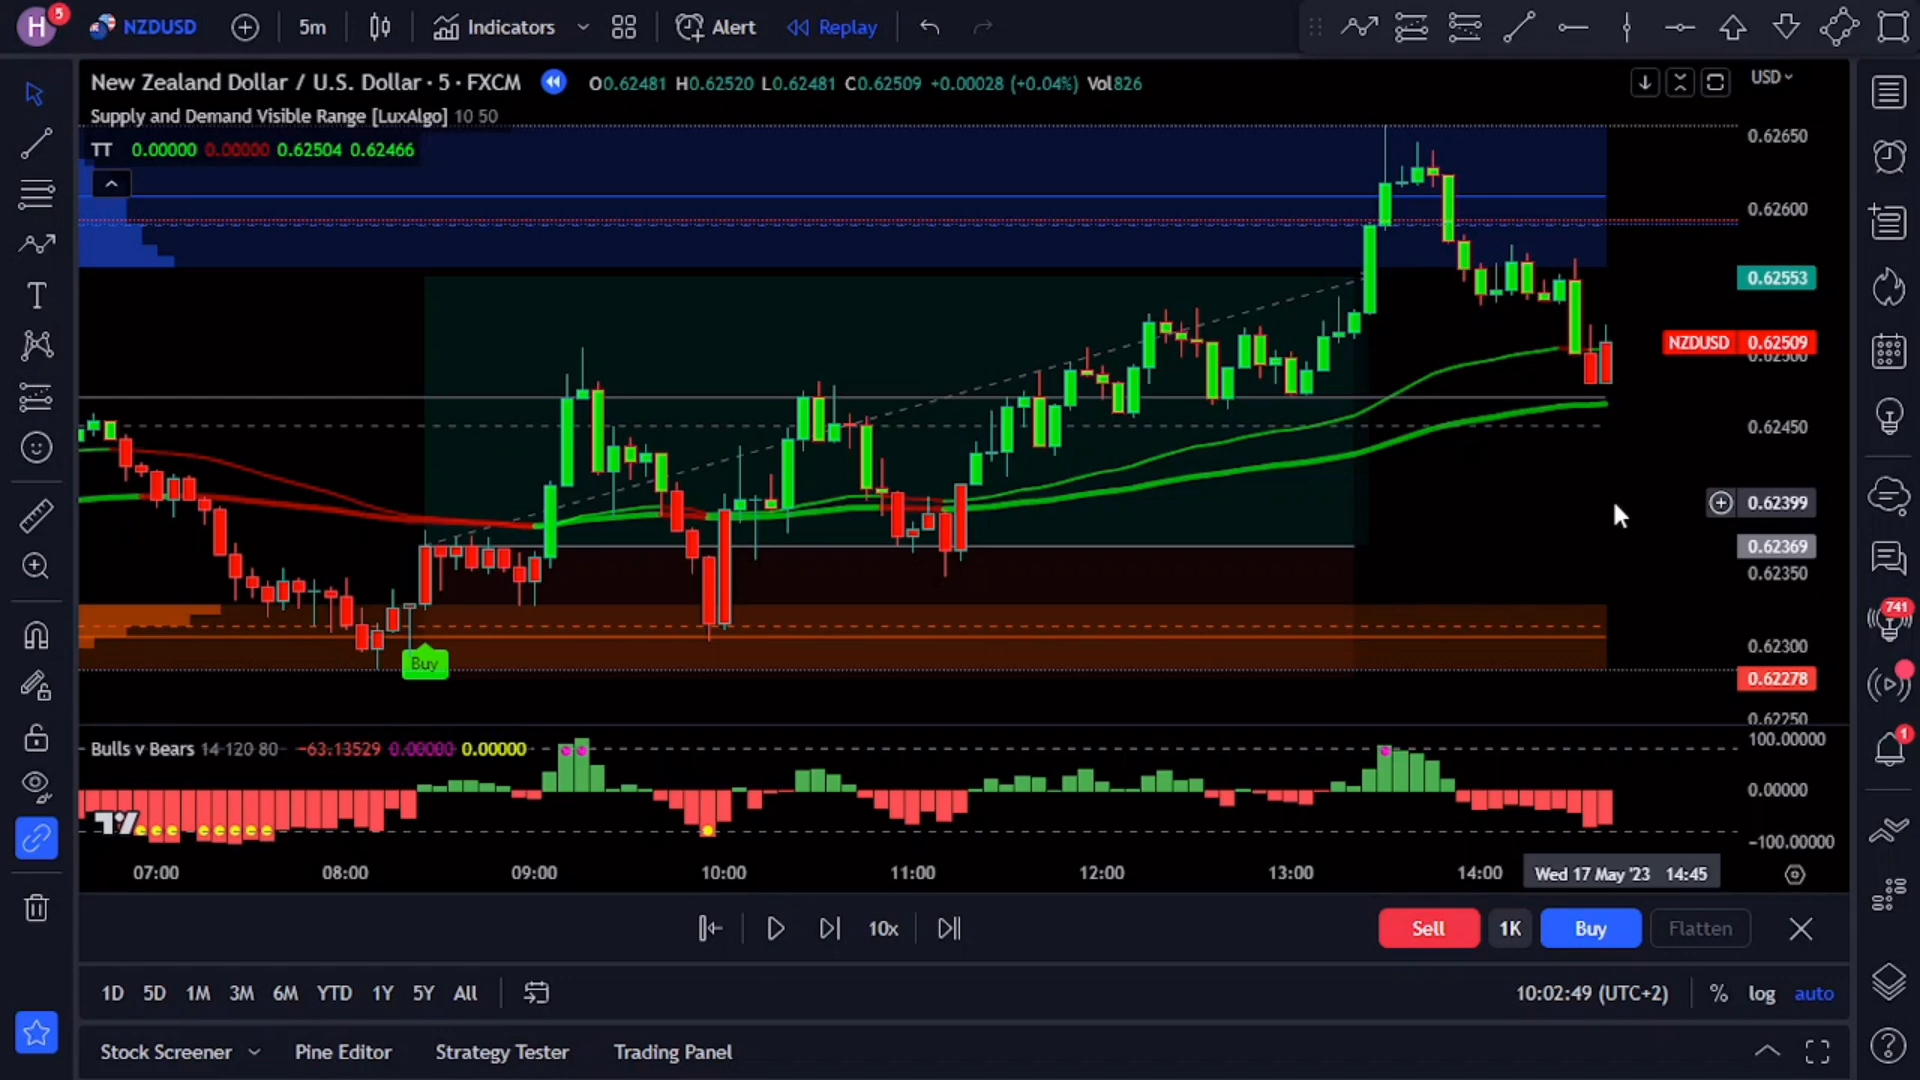 H 5 NZDUSD 5m Indicators Alert Replay
New Zealand Dollar / U.S. Dollar · 5 · FXCM O0.62481 H0.62520 L0.62481 C0.62509 +0.00028 (+0.04%) Vol826 USD
Supply and Demand Visible Range [LuxAlgo] 10 50
TT 0.00000 0.00000 0.62504 0.62466
0.62650
0.62600
0.62553
NZDUSD 0.62509
0.62500
0.62450
0.62399
0.62369
0.62350
741
0.62300
Buy
0.62278
0.62250
Bulls v Bears 14 120 80 −63.13529 0.00000 0.00000 100.00000 1
0.00000
−100.00000
07:00 08:00 09:00 10:00 11:00 12:00 13:00 14:00 Wed 17 May '23 14:45
10x Sell 1K Buy Flatten
1D 5D 1M 3M 6M YTD 1Y 5Y All 10:02:49 (UTC+2) % log auto
Stock Screener Pine Editor Strategy Tester Trading Panel